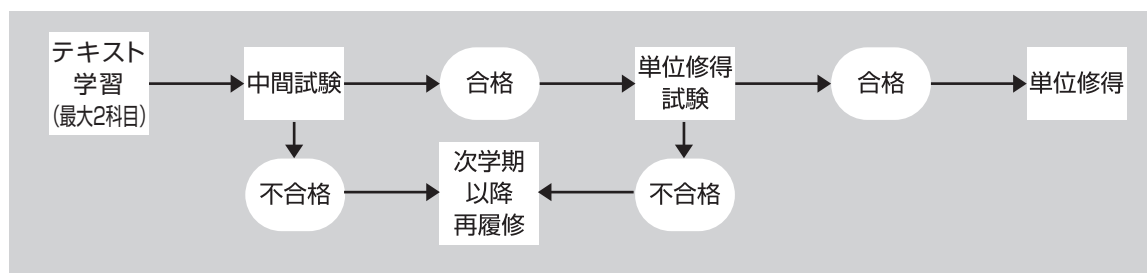 テキスト
学習
(最大2科目)
中間試験
合格
単位修得
試験
合格
単位修得
不合格
次学期
以降
再履修
不合格